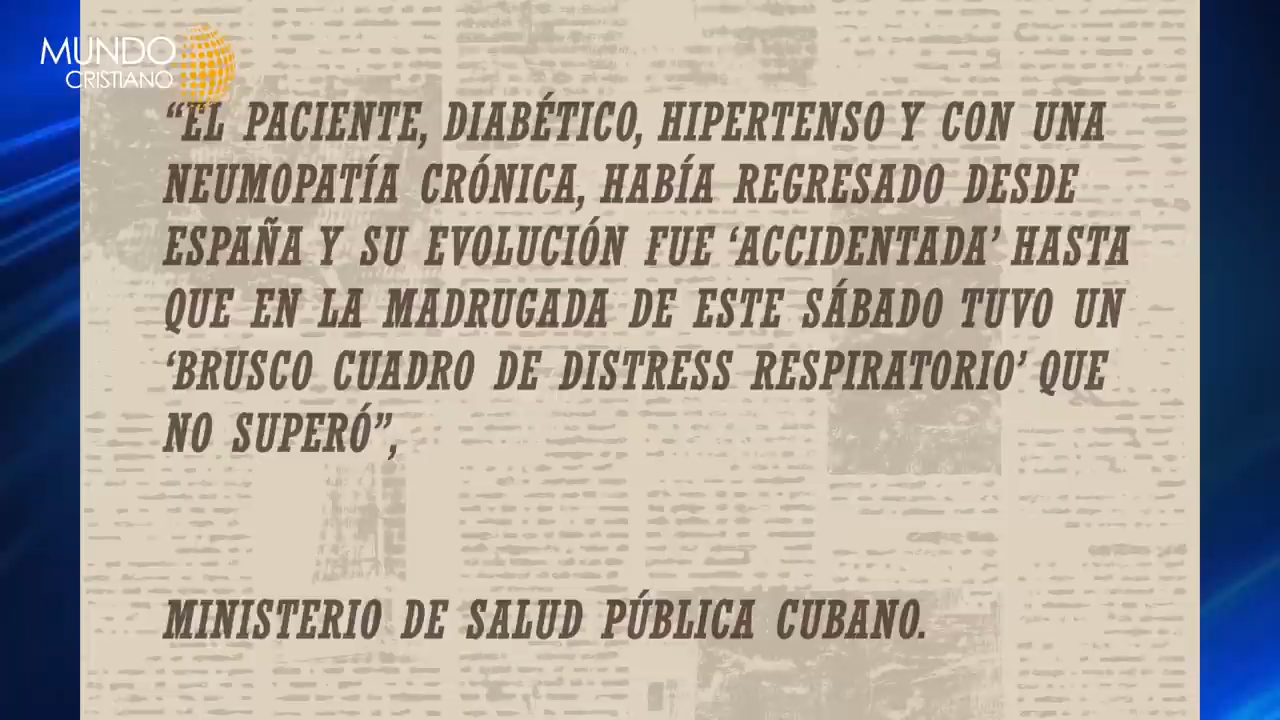 MUNDO
CRISTIANO
“EL PACIENTE, DIABÉTICO, HIPERTENSO Y CON UNA
NEUMOPATÍA CRÓNICA, HABÍA REGRESADO DESDE
ESPAÑA Y SU EVOLUCIÓN FUE ‘ACCIDENTADA’ HASTA
QUE EN LA MADRUGADA DE ESTE SÁBADO TUVO UN
‘BRUSCO CUADRO DE DISTRESS RESPIRATORIO’ QUE
NO SUPERÓ”,
MINISTERIO DE SALUD PÚBLICA CUBANO.